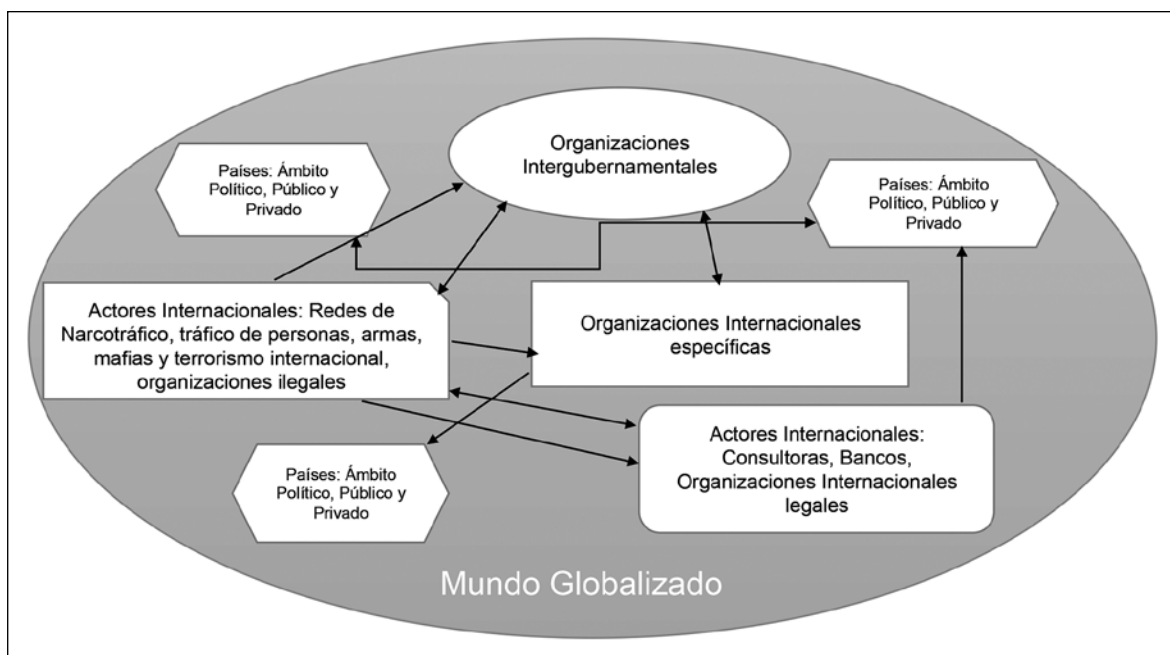 Organizaciones
Intergubernamentales
Países: Ámbito
Político, Público y
Privado
Países: Ámbito
Político, Público y
Privado
Actores Internacionales: Redes de
Narcotráfico, tráfico de personas, armas,
mafias y terrorismo internacional,
organizaciones ilegales
Organizaciones Internacionales
específicas
Actores Internacionales:
Consultoras, Bancos,
Organizaciones Internacionales
legales
Países: Ámbito
Político, Público y
Privado
Mundo Globalizado